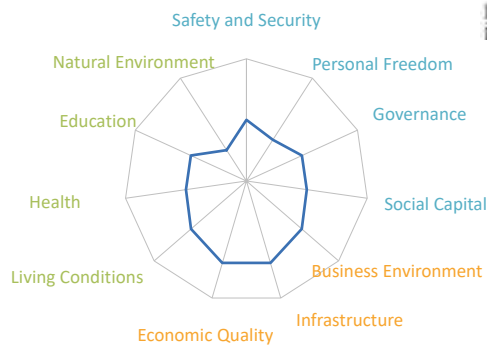 Safety and Security
Natural Environment
Personal Freedom
Education
Governance
Health
Social Capital
Living Conditions
Business Environment
Economic Quality
Infrastructure